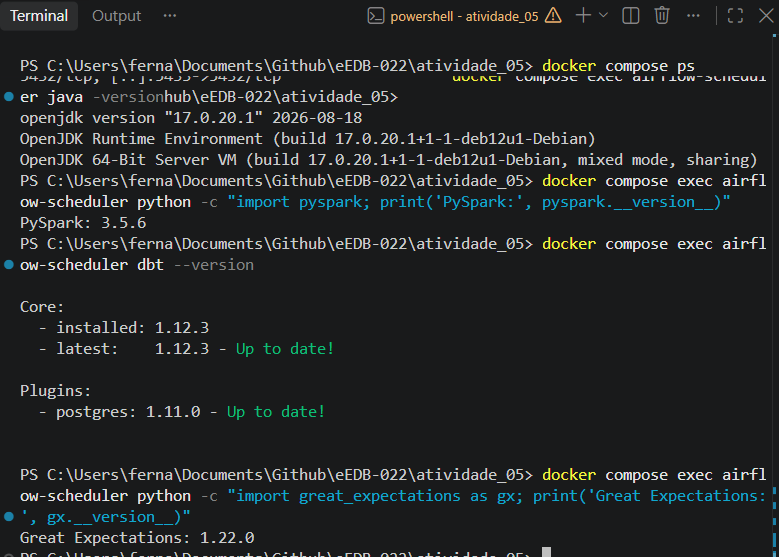 Terminal Output ... powershell - atividade_05
PS C:\Users\ferna\Documents\Github\eEDB-022\atividade_05> docker compose ps
5432/tcp, [::]:5433->5432/tcp docker compose exec airflow-schedul
er java -versionhub\eEDB-022\atividade_05>
openjdk version "17.0.20.1" 2026-08-18
OpenJDK Runtime Environment (build 17.0.20.1+1-1-deb12u1-Debian)
OpenJDK 64-Bit Server VM (build 17.0.20.1+1-1-deb12u1-Debian, mixed mode, sharing)
PS C:\Users\ferna\Documents\Github\eEDB-022\atividade_05> docker compose exec airfl
ow-scheduler python -c "import pyspark; print('PySpark:', pyspark.__version__)"
PySpark: 3.5.6
PS C:\Users\ferna\Documents\Github\eEDB-022\atividade_05> docker compose exec airfl
ow-scheduler dbt --version
Core:
- installed: 1.12.3
- latest: 1.12.3 - Up to date!
Plugins:
- postgres: 1.11.0 - Up to date!
PS C:\Users\ferna\Documents\Github\eEDB-022\atividade_05> docker compose exec airfl
ow-scheduler python -c "import great_expectations as gx; print('Great Expectations:
', gx.__version__)"
Great Expectations: 1.22.0
PS C:\Users\ferna\Documents\Github\eEDB-022\atividade_05>